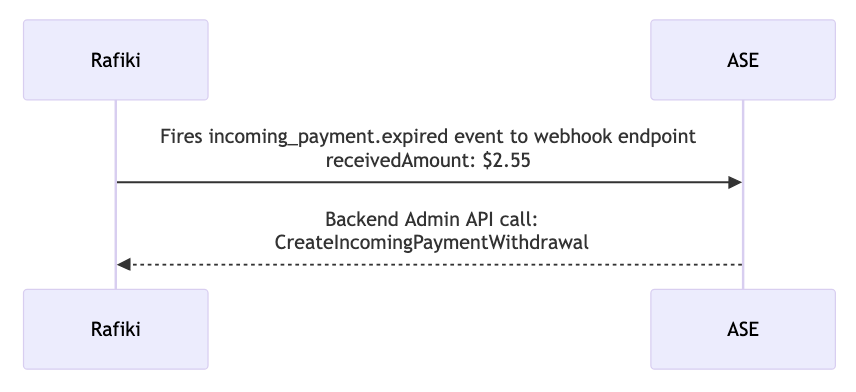 Rafiki
ASE
Fires incoming_payment.expired event to webhook endpoint
receivedAmount: $2.55
Backend Admin API call:
CreateIncomingPaymentWithdrawal
Rafiki
ASE